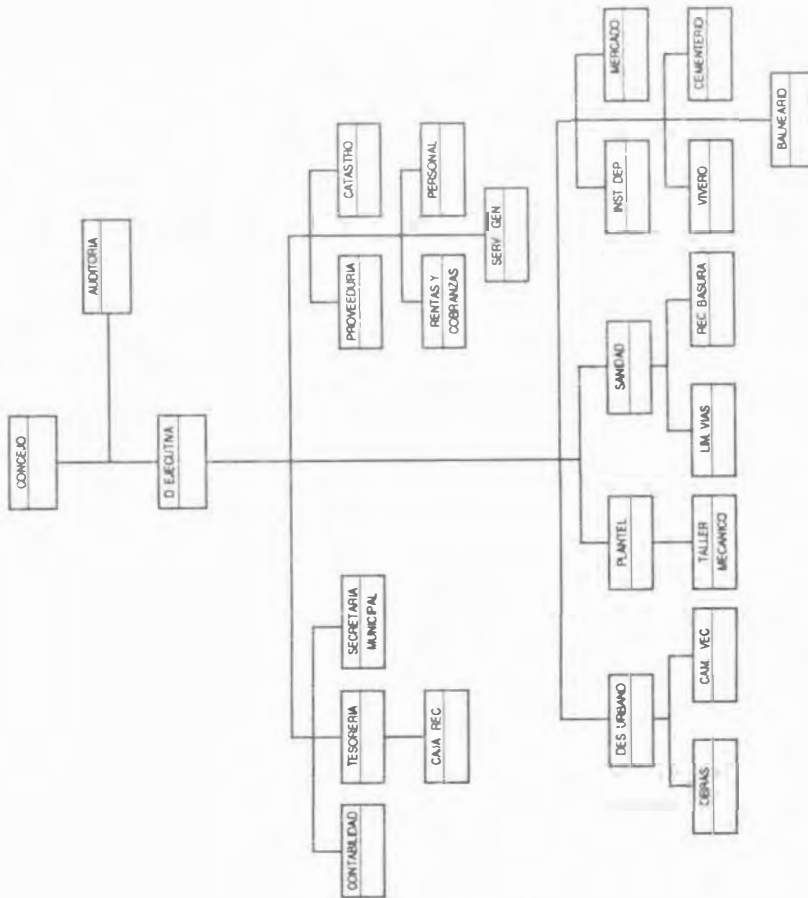 CONCEJO
AUDITORIA
D EJECUTIVA
CONTABILIDAD
TESORERIA
SECRETARIA
MUNICIPAL
CAJA REC
PROVEEDURIA
CATASTRO
RENTAS Y
COBRANZAS
PERSONAL
SERV GEN
DES URBANO
PLANTEL
SANIDAD
INST DEP
MERCADO
OBRAS
CAM. VEC
TALLER
MECANICO
LIM. VIAS
REC BASURA
VIVERO
CEMENTERIO
BALNEARIO